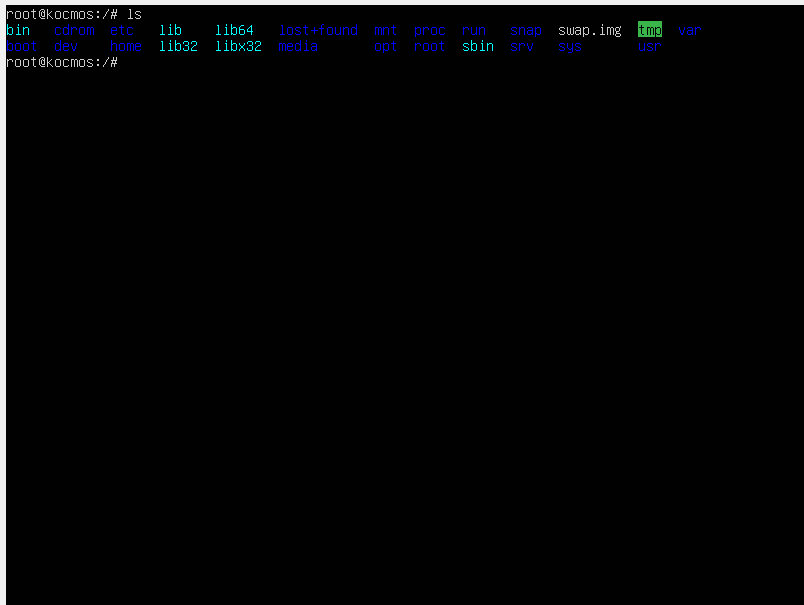 root@kocmos:/# ls
bin cdrom etc lib lib64 lost+found mnt proc run snap swap.img tmp var
boot dev home lib32 libx32 media opt root sbin srv sys usr
root@kocmos:/#